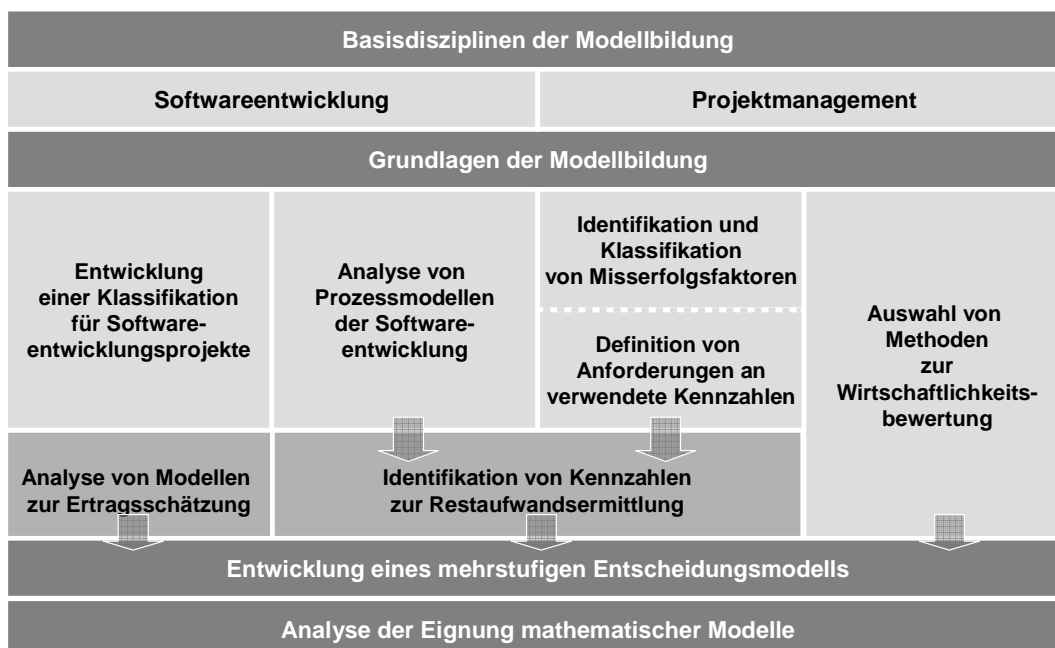 Basisdisziplinen der Modellbildung
Softwareentwicklung
Projektmanagement
Grundlagen der Modellbildung
Entwicklung
einer Klassifikation
für Software-
entwicklungsprojekte
Analyse von
Prozessmodellen
der Software-
entwicklung
Identifikation und
Klassifikation
von Misserfolgsfaktoren
Definition von
Anforderungen an
verwendete Kennzahlen
Auswahl von
Methoden
zur
Wirtschaftlichkeits-
bewertung
Analyse von Modellen
zur Ertragsschätzung
Identifikation von Kennzahlen
zur Restaufwandsermittlung
Entwicklung eines mehrstufigen Entscheidungsmodells
Analyse der Eignung mathematischer Modelle